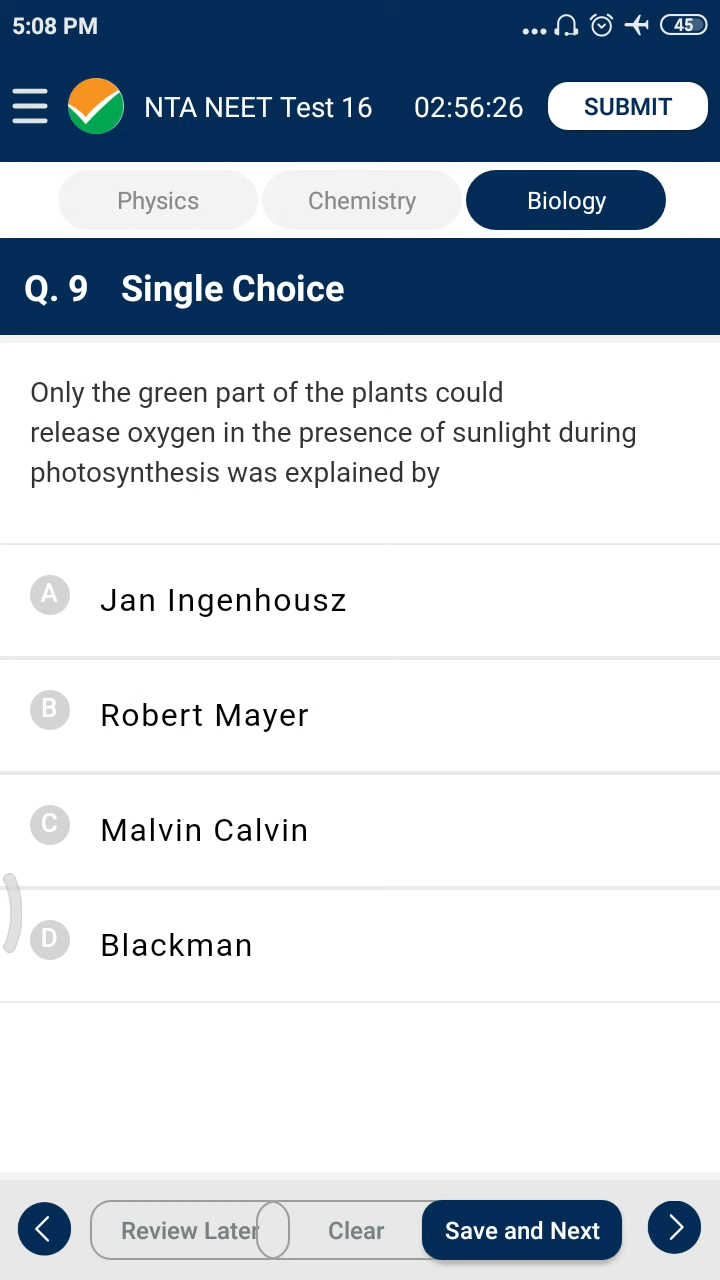 5:08 PM
45
NTA NEET Test 16 02:56:26 SUBMIT
Physics Chemistry Biology
Q. 9 Single Choice
Only the green part of the plants could
release oxygen in the presence of sunlight during
photosynthesis was explained by
A Jan Ingenhousz
B Robert Mayer
C Malvin Calvin
D Blackman
Review Later Clear Save and Next